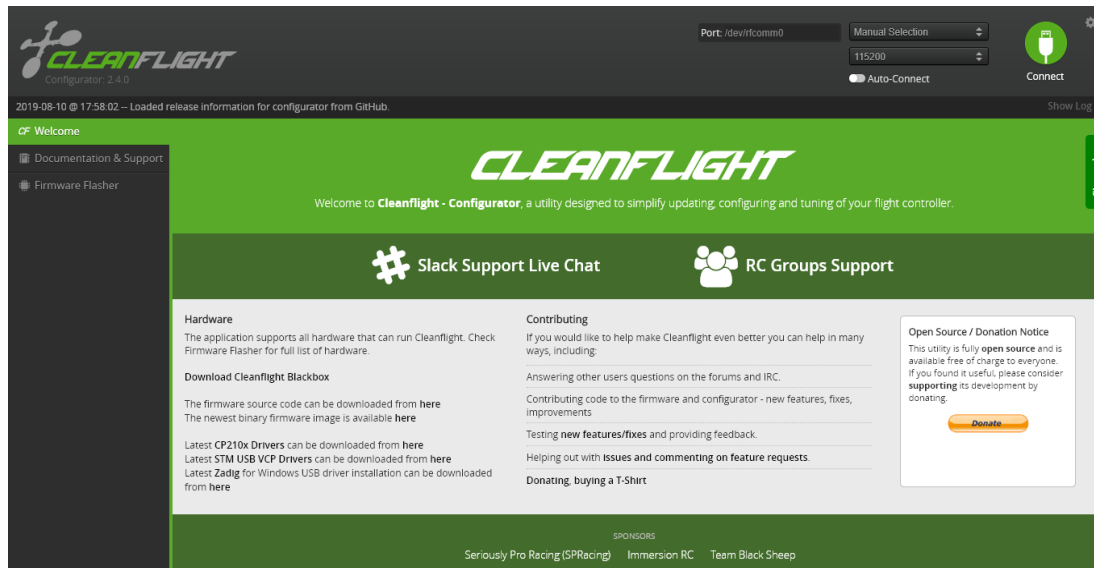 CLEANFLIGHT
Configurator: 2.4.0
Port: /dev/rfcomm0
Manual Selection
115200
Auto-Connect
Connect
2019-08-10 @ 17:58:02 -- Loaded release information for configurator from GitHub.
Show Log
CF Welcome
Documentation & Support
Firmware Flasher
CLEANFLIGHT
Welcome to Cleanflight - Configurator, a utility designed to simplify updating, configuring and tuning of your flight controller.
Slack Support Live Chat
RC Groups Support
Hardware
The application supports all hardware that can run Cleanflight. Check
Firmware Flasher for full list of hardware.
Download Cleanflight Blackbox
The firmware source code can be downloaded from here
The newest binary firmware image is available here
Latest CP210x Drivers can be downloaded from here
Latest STM USB VCP Drivers can be downloaded from here
Latest Zadig for Windows USB driver installation can be downloaded
from here
Contributing
If you would like to help make Cleanflight even better you can help in many
ways, including:
Answering other users questions on the forums and IRC.
Contributing code to the firmware and configurator - new features, fixes,
improvements
Testing new features/fixes and providing feedback.
Helping out with issues and commenting on feature requests.
Donating, buying a T-Shirt
Open Source / Donation Notice
This utility is fully open source and is
available free of charge to everyone.
If you found it useful, please consider
supporting its development by
donating.
Donate
SPONSORS
Seriously Pro Racing (SPRacing) Immersion RC Team Black Sheep